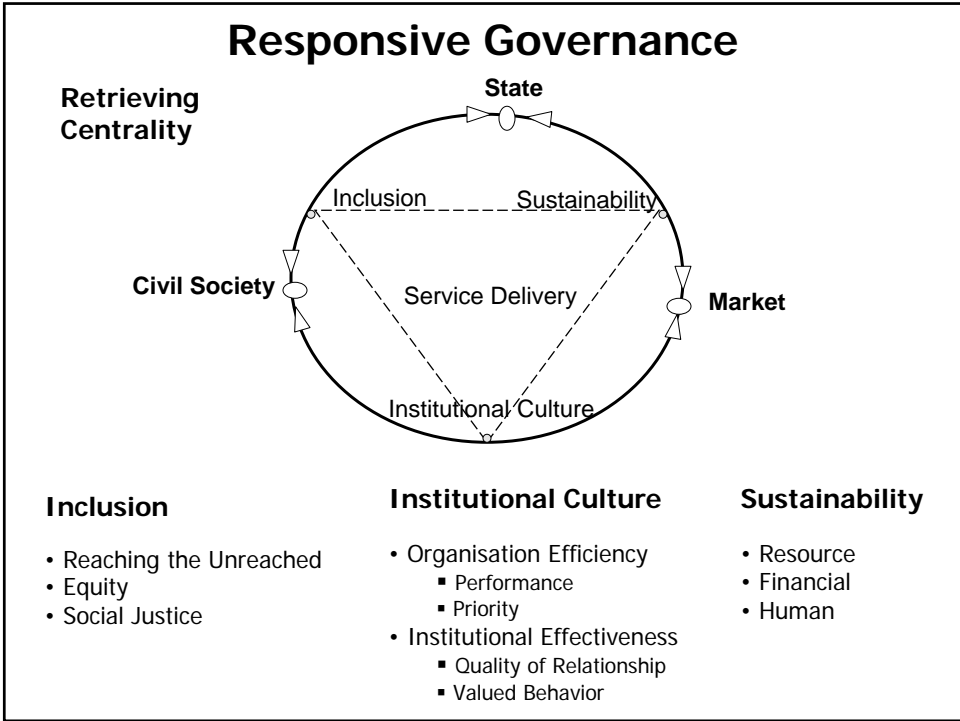 Responsive Governance
Retrieving
Centrality
State
Inclusion
Sustainability
Civil Society
Service Delivery
Market
Institutional Culture
Inclusion
• Reaching the Unreached
• Equity
• Social Justice
Institutional Culture
• Organisation Efficiency
▪ Performance
▪ Priority
• Institutional Effectiveness
▪ Quality of Relationship
▪ Valued Behavior
Sustainability
• Resource
• Financial
• Human